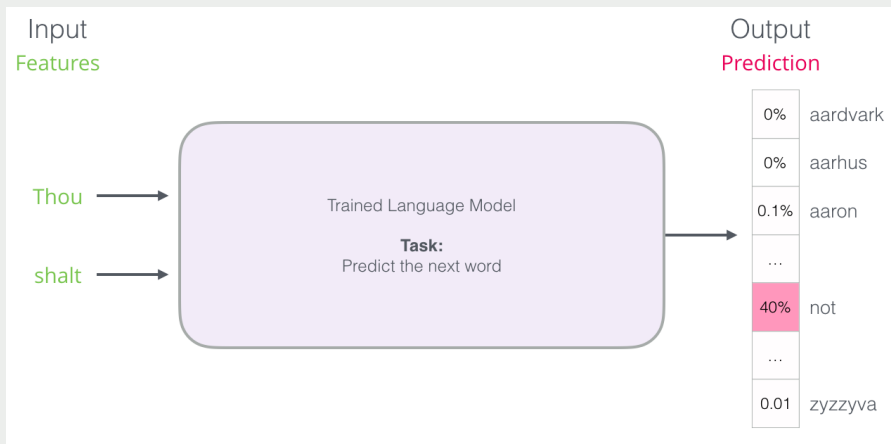 Input
Features
Thou
shalt
Trained Language Model
Task:
Predict the next word
Output
Prediction
0% aardvark
0% aarhus
0.1% aaron
...
40% not
...
0.01 zyzzyva